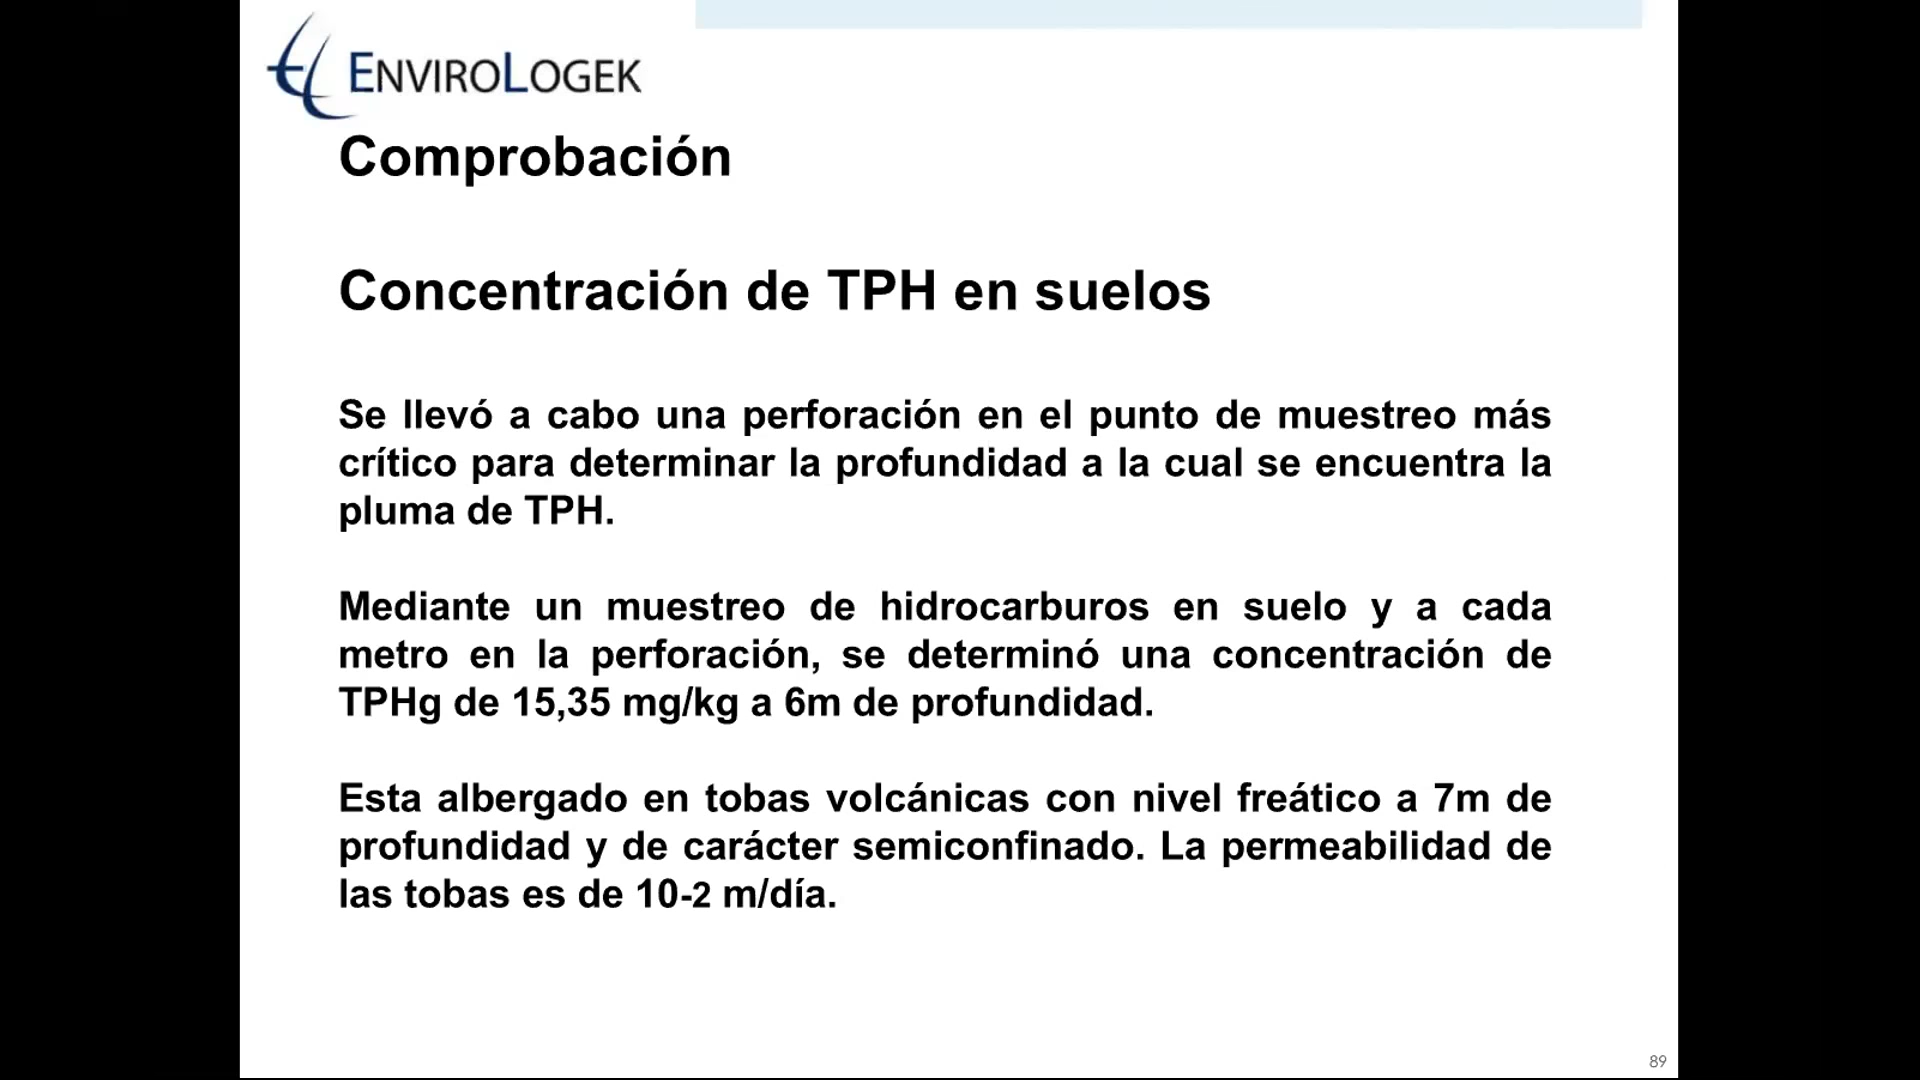 ENVIROLOGEK
Comprobación
Concentración de TPH en suelos
Se llevó a cabo una perforación en el punto de muestreo más
crítico para determinar la profundidad a la cual se encuentra la
pluma de TPH.
Mediante un muestreo de hidrocarburos en suelo y a cada
metro en la perforación, se determinó una concentración de
TPHg de 15,35 mg/kg a 6m de profundidad.
Esta albergado en tobas volcánicas con nivel freático a 7m de
profundidad y de carácter semiconfinado. La permeabilidad de
las tobas es de 10-2 m/día.
89